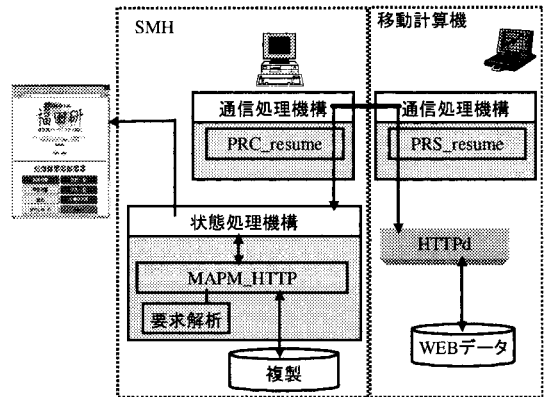 SMH
移動計算機
通信処理機構
PRC_resume
通信処理機構
PRS_resume
状態処理機構
MAPM_HTTP
要求解析
複製
HTTPd
WEBデータ